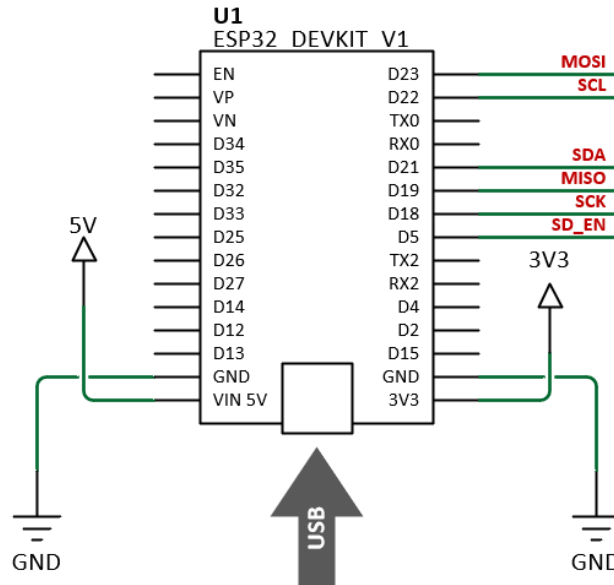 U1
ESP32 DEVKIT V1
EN D23 MOSI
VP D22 SCL
VN TX0
D34 RX0
D35 D21 SDA
D32 D19 MISO
D33 D18 SCK
D25 D5 SD_EN
5V
D26 TX2
3V3
D27 RX2
D14 D4
D12 D2
D13 D15
GND GND
VIN 5V 3V3
USB
GND
GND